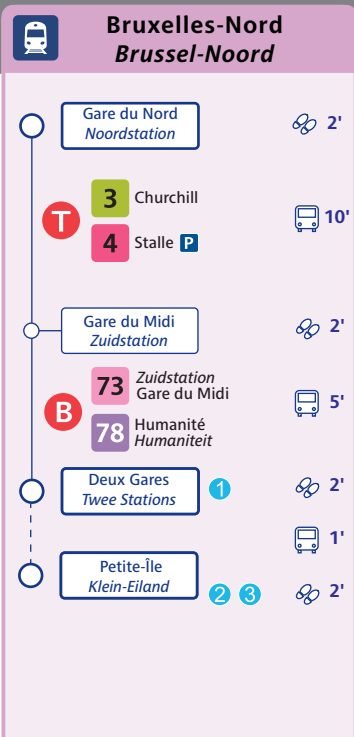 Bruxelles-Nord
Brussel-Noord
Gare du Nord
Noordstation
2'
T
3 Churchill
4 Stalle P
10'
Gare du Midi
Zuidstation
2'
B
73 Zuidstation
Gare du Midi
78 Humanité
Humaniteit
5'
Deux Gares
Twee Stations
1
2'
1'
Petite-Île
Klein-Eiland
2 3
2'